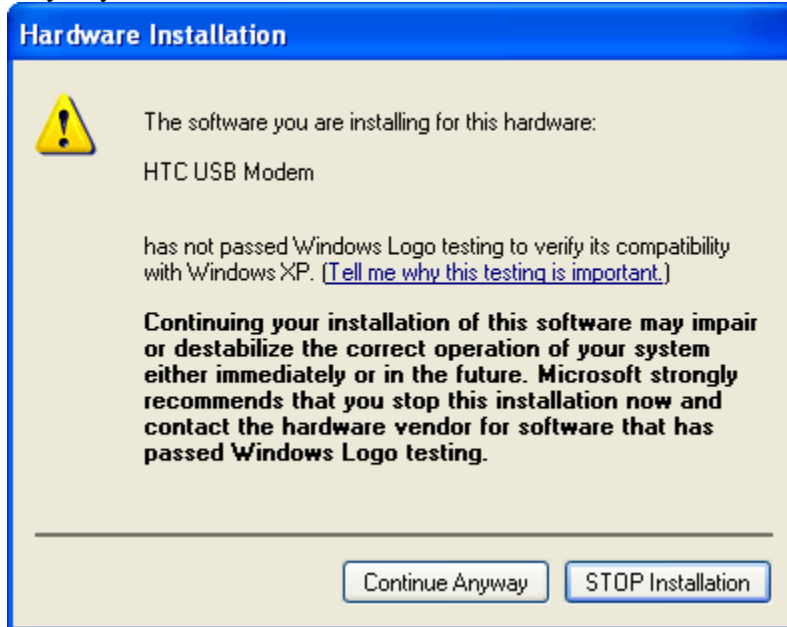 Hardware Installation
The software you are installing for this hardware:
HTC USB Modem
has not passed Windows Logo testing to verify its compatibility
with Windows XP. (Tell me why this testing is important.)
Continuing your installation of this software may impair
or destabilize the correct operation of your system
either immediately or in the future. Microsoft strongly
recommends that you stop this installation now and
contact the hardware vendor for software that has
passed Windows Logo testing.
Continue Anyway STOP Installation